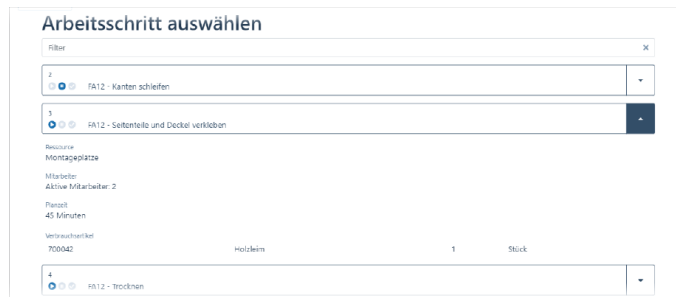 Arbeitsschritt auswählen
Filter
2
FA12 - Kanten schleifen
3
FA12 - Seitenteile und Deckel verkleben
Ressource
Montageplätze
Mitarbeiter
Aktive Mitarbeiter: 2
Planzeit
45 Minuten
Verbrauchsartikel
700042 Holzleim 1 Stück
4
FA12 - Trocknen